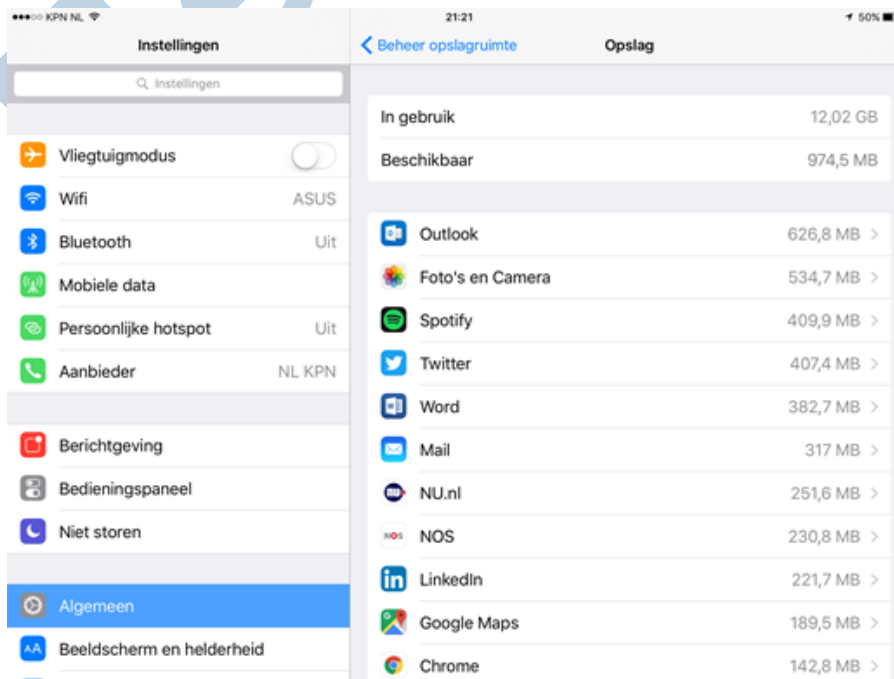 KPN NL 21:21 50%
Instellingen
Beheer opslagruimte Opslag
Instellingen
Vliegtuigmodus
Wifi ASUS
Bluetooth Uit
Mobiele data
Persoonlijke hotspot Uit
Aanbieder NL KPN
Berichtgeving
Bedieningspaneel
Niet storen
Algemeen
AA Beeldscherm en helderheid
In gebruik 12,02 GB
Beschikbaar 974,5 MB
Outlook 626,8 MB
Foto's en Camera 534,7 MB
Spotify 409,9 MB
Twitter 407,4 MB
Word 382,7 MB
Mail 317 MB
NU.nl 251,6 MB
NOS NOS 230,8 MB
in LinkedIn 221,7 MB
Google Maps 189,5 MB
Chrome 142,8 MB